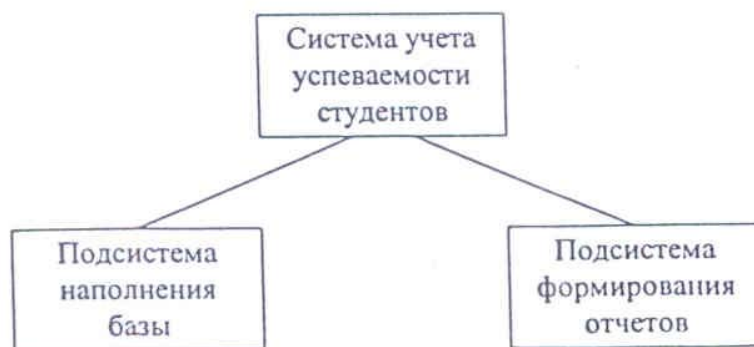 Система учета
успеваемости
студентов
Подсистема
наполнения
базы
Подсистема
формирования
отчетов